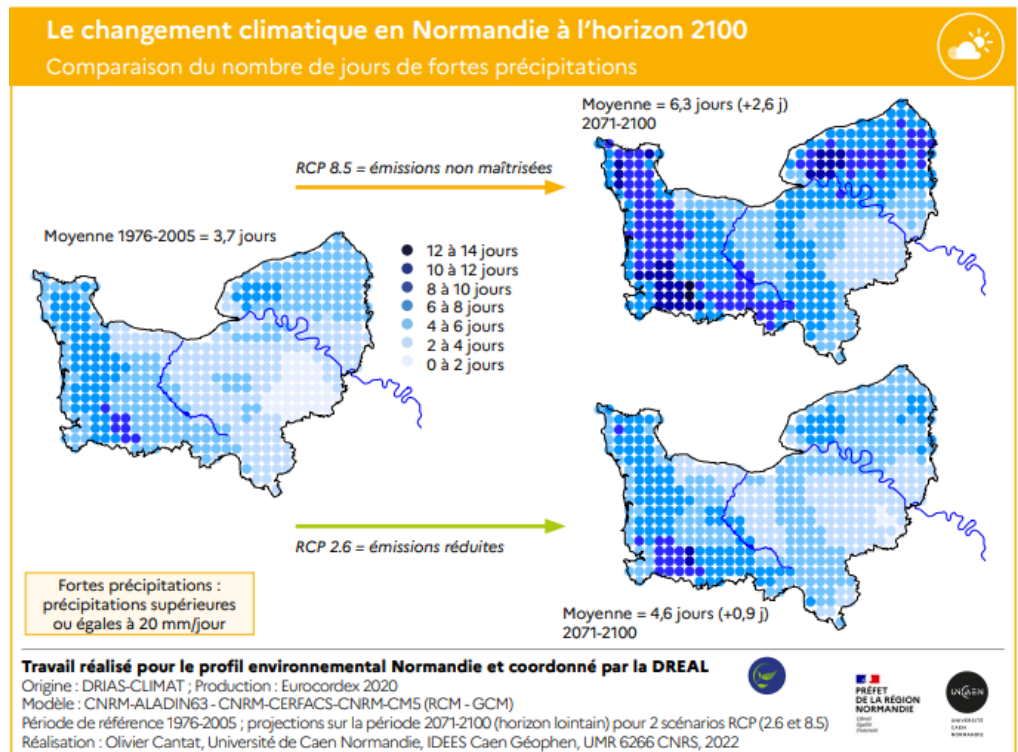 Le changement climatique en Normandie à l'horizon 2100
Comparaison du nombre de jours de fortes précipitations
Moyenne = 6,3 jours (+2,6 j)
2071-2100
RCP 8.5 = émissions non maîtrisées
Moyenne 1976-2005 = 3,7 jours
12 à 14 jours
10 à 12 jours
8 à 10 jours
6 à 8 jours
4 à 6 jours
2 à 4 jours
0 à 2 jours
RCP 2.6 = émissions réduites
Fortes précipitations :
précipitations supérieures
ou égales à 20 mm/jour
Moyenne = 4,6 jours (+0,9 j)
2071-2100
Travail réalisé pour le profil environnemental Normandie et coordonné par la DREAL
Origine : DRIAS-CLIMAT ; Production : Eurocordex 2020
Modèle : CNRM-ALADIN63 - CNRM-CERFACS-CNRM-CM5 (RCM - GCM)
Période de référence 1976-2005 ; projections sur la période 2071-2100 (horizon lointain) pour 2 scénarios RCP (2.6 et 8.5)
Réalisation : Olivier Cantat, Université de Caen Normandie, IDEES Caen Géophen, UMR 6266 CNRS, 2022
PRÉFET
DE LA RÉGION
NORMANDIE
Liberté
Égalité
Fraternité
UNICAEN
UNIVERSITÉ
CAEN
NORMANDIE